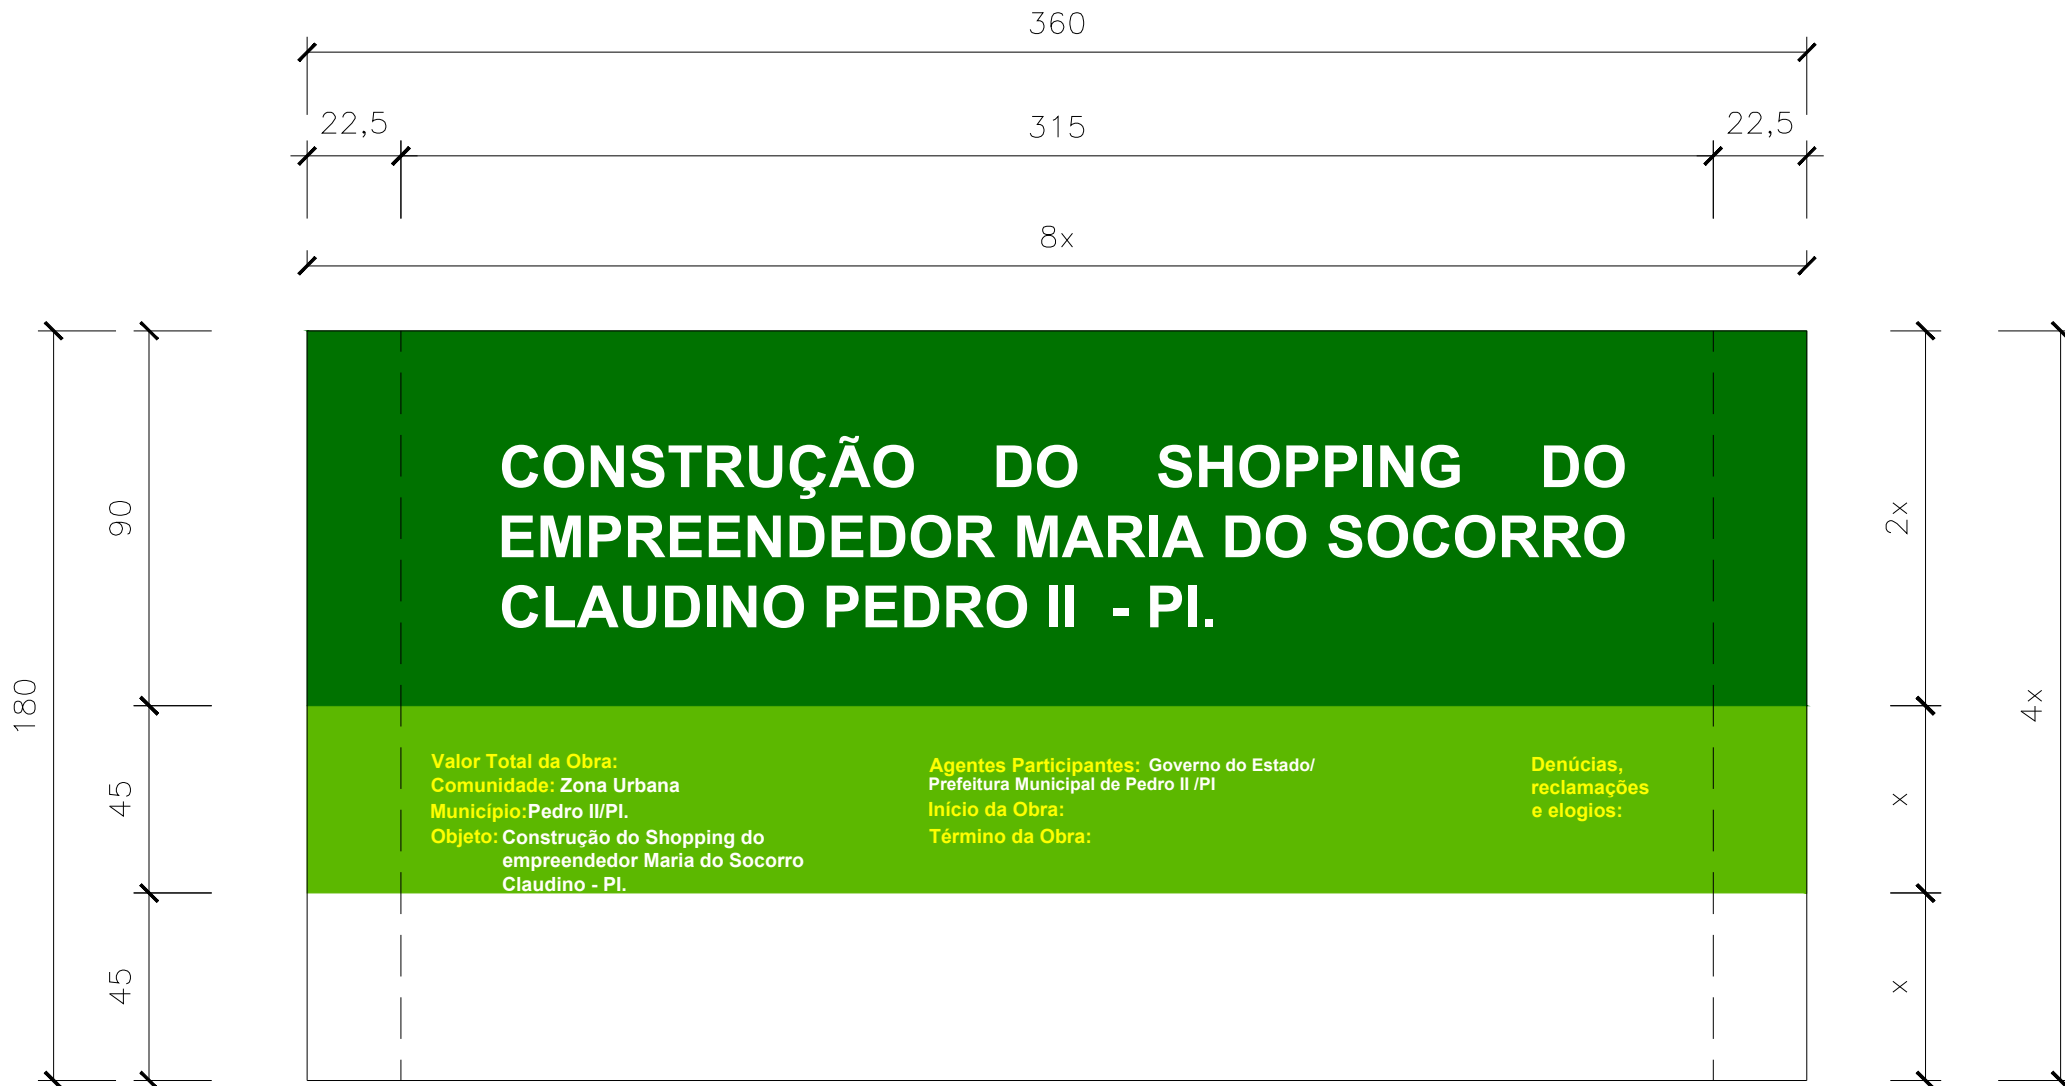 360
22,5
315
22,5
8x
CONSTRUÇÃO DO SHOPPING DO
EMPREENDEDOR MARIA DO SOCORRO
CLAUDINO PEDRO II - PI.
90
2x
180
4x
Valor Total da Obra:
Comunidade: Zona Urbana
Município:Pedro II/PI.
Objeto: Construção do Shopping do
empreendedor Maria do Socorro
Claudino - PI.
Agentes Participantes: Governo do Estado/
Prefeitura Municipal de Pedro II /PI
Início da Obra:
Término da Obra:
Denúcias,
reclamações
e elogios:
45
x
45
x